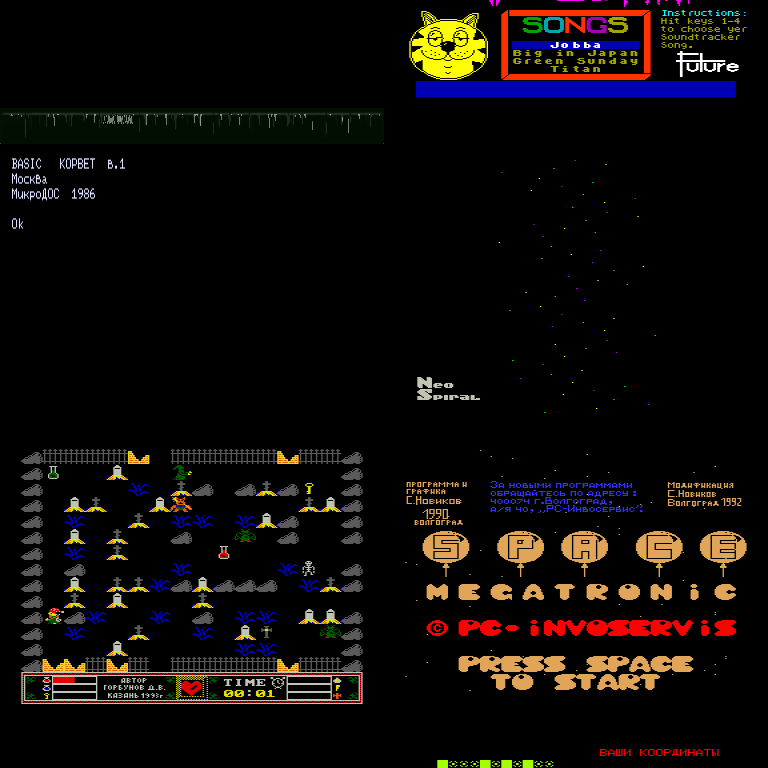 Instructions:
Hit keys 1-4
to choose yer
Soundtracker
Song.
Future
SONGS
Jobba
Big in Japan
Green Sunday
Titan
BASIC КОРВЕТ В.1
Москва
МикроДОС 1986
Ok
Neo
Spiral
ПРОГРАММА И
ГРАФИКА
С.Новиков
1990
ВОЛГОГРАД
ЗА НОВЫМИ ПРОГРАММАМИ
ОБРАЩАЙТЕСЬ ПО АДРЕСУ :
400074 г.ВОЛГОГРАД,
а/я 40, ,,РС-ИНВОСЕРВИС".
МОДИФИКАЦИЯ
С.Новиков
ВОЛГОГРАД 1992
SPACE
MEGATRONiC
© PC-iNVOSERViS
PRESS SPACE
TO START
АВТОР
ГОРБУНОВ Д.В.
КАЗАНЬ 1993г
TIME
00:01
ВАШИ КООРДИНАТЫ